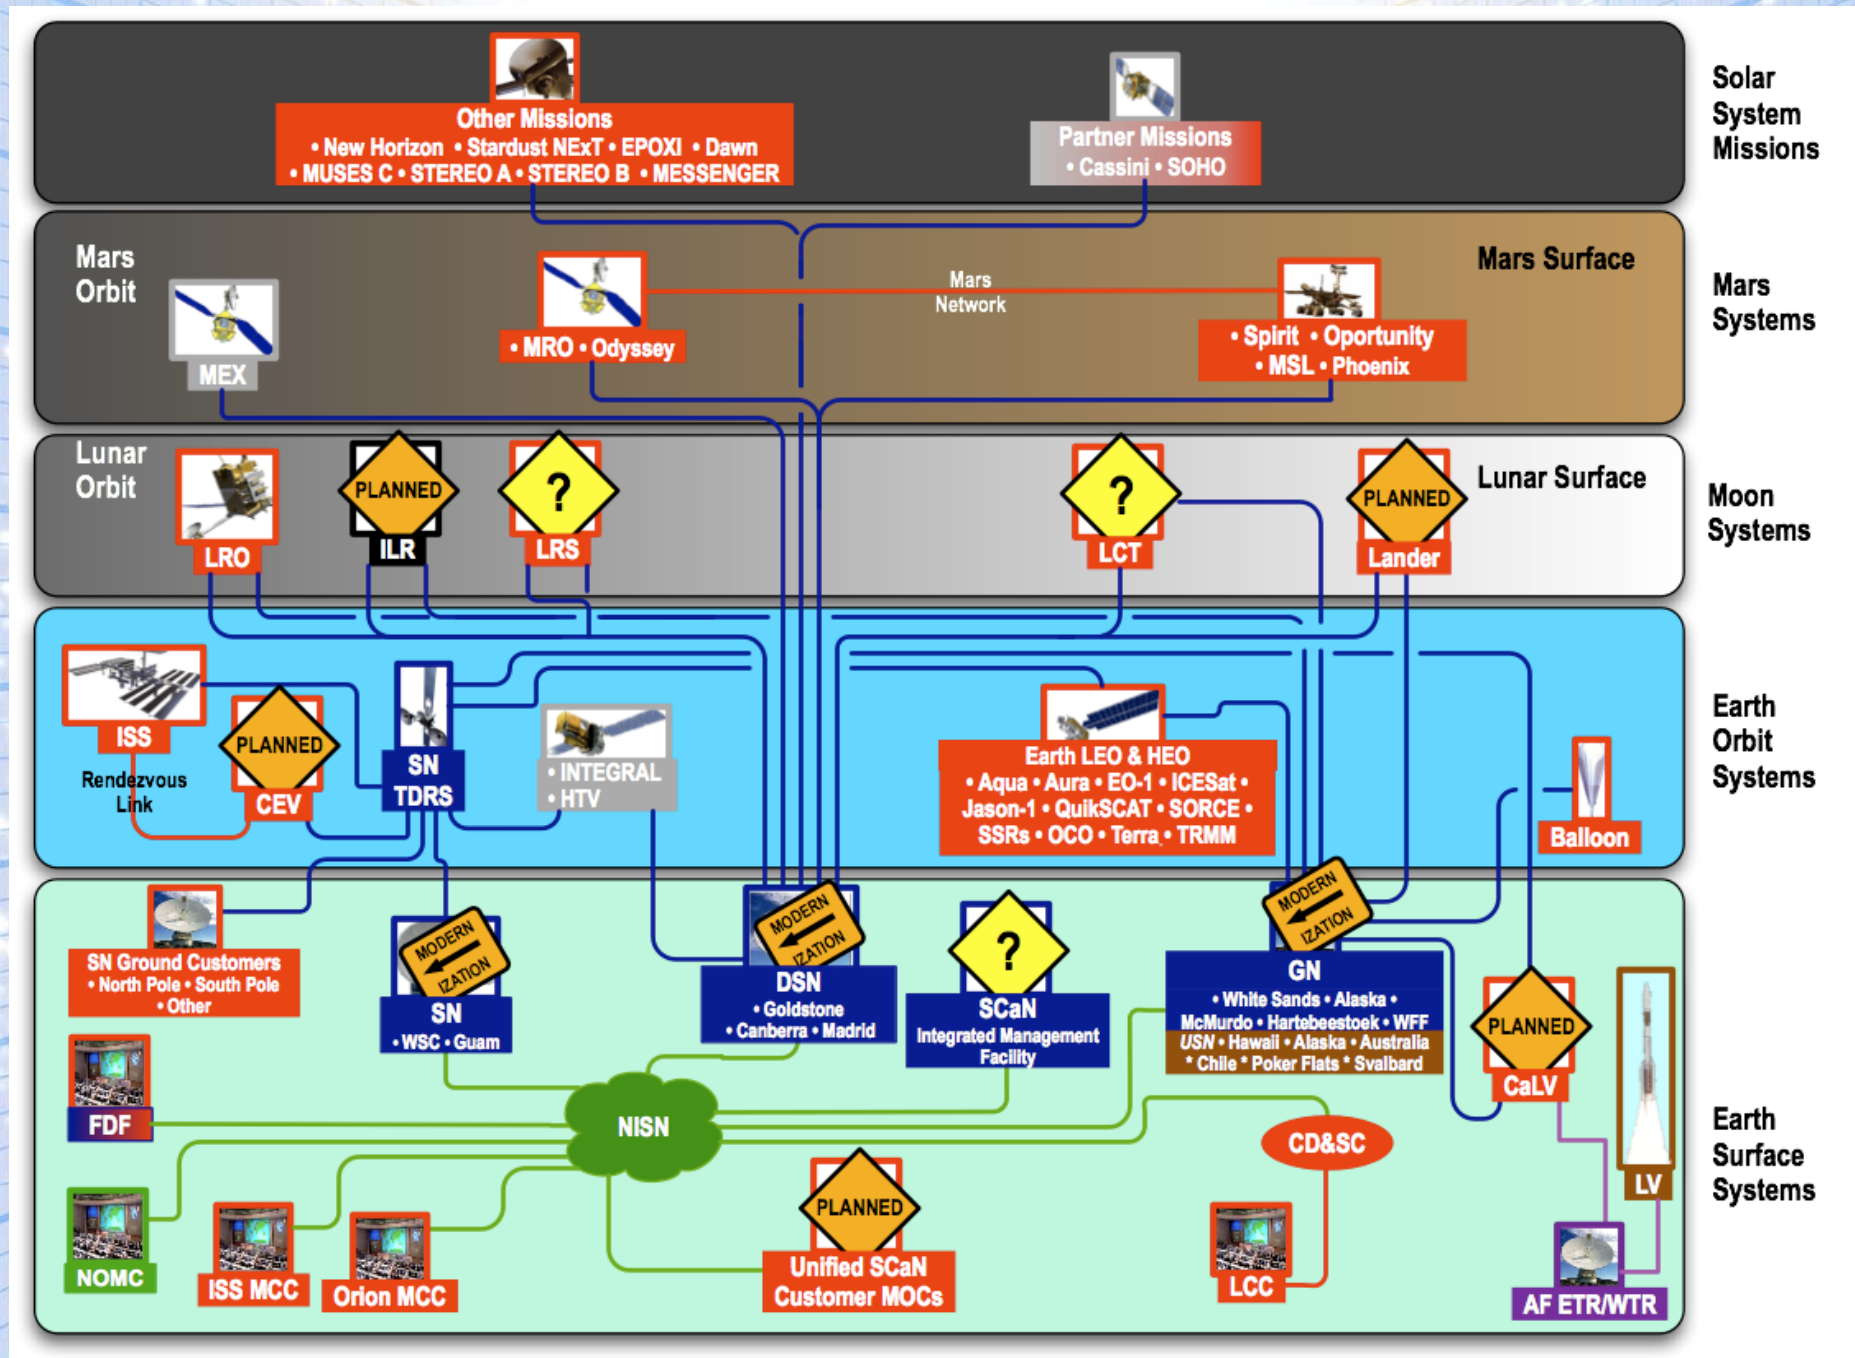 Solar
System
Missions
Other Missions
• New Horizon • Stardust NExT • EPOXI • Dawn
• MUSES C • STEREO A • STEREO B • MESSENGER
Partner Missions
• Cassini • SOHO
Mars
Orbit
Mars Surface
Mars
Systems
Mars
Network
MEX
• MRO • Odyssey
• Spirit • Oportunity
• MSL • Phoenix
Lunar
Orbit
Lunar Surface
Moon
Systems
LRO
PLANNED
ILR
?
LRS
?
LCT
PLANNED
Lander
Earth
Orbit
Systems
ISS
Rendezvous
Link
PLANNED
CEV
SN
TDRS
• INTEGRAL
• HTV
Earth LEO & HEO
• Aqua • Aura • EO-1 • ICESat •
Jason-1 • QuikSCAT • SORCE •
SSRs • OCO • Terra • TRMM
Balloon
Earth
Surface
Systems
SN Ground Customers
• North Pole • South Pole
• Other
MODERN
IZATION
SN
• WSC • Guam
MODERN
IZATION
DSN
• Goldstone
• Canberra • Madrid
?
SCaN
Integrated Management
Facility
MODERN
IZATION
GN
• White Sands • Alaska •
McMurdo • Hartebeestoek • WFF
USN • Hawaii • Alaska • Australia
* Chile * Poker Flats * Svalbard
PLANNED
CaLV
LV
FDF
NISN
CD&SC
NOMC
ISS MCC
Orion MCC
PLANNED
Unified SCaN
Customer MOCs
LCC
AF ETR/WTR